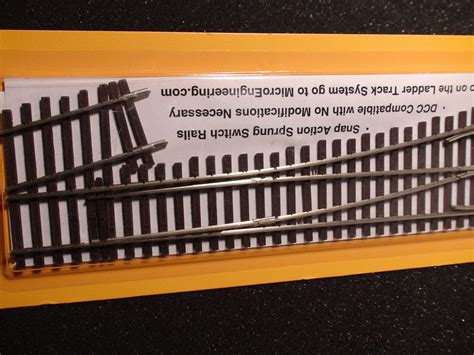 • Snap Action Sprung Switch Rails
• DCC Compatible with No Modifications Necessary
on the Ladder Track System go to MicroEngineering.com